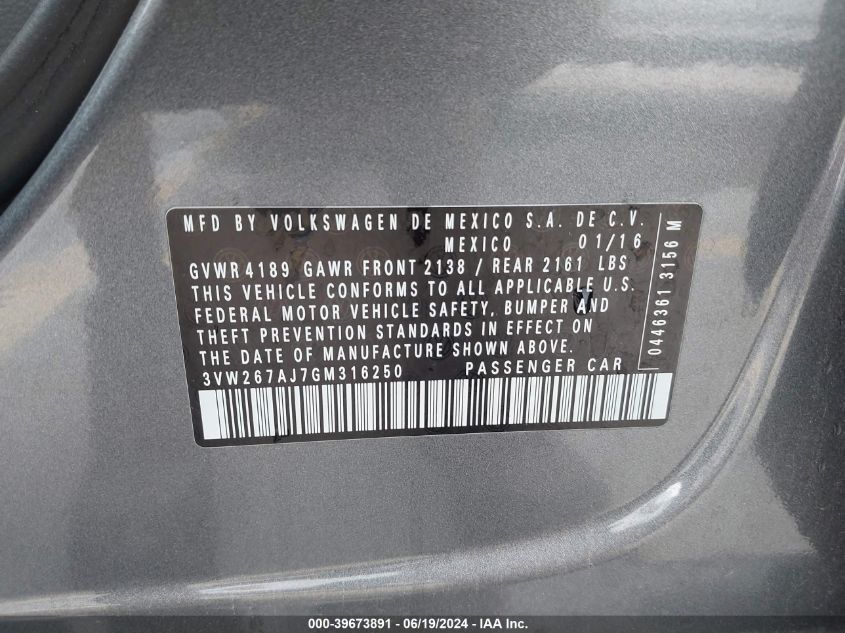 MFD BY VOLKSWAGEN DE MEXICO S.A. DE C.V.
MEXICO 01/16
GVWR 4189 GAWR FRONT 2138 / REAR 2161 LBS
THIS VEHICLE CONFORMS TO ALL APPLICABLE U.S.
FEDERAL MOTOR VEHICLE SAFETY, BUMPER AND
THEFT PREVENTION STANDARDS IN EFFECT ON
THE DATE OF MANUFACTURE SHOWN ABOVE.
3VW267AJ7GM316250 PASSENGER CAR
0446361 3156 M
000-39673891 - 06/19/2024 - IAA Inc.